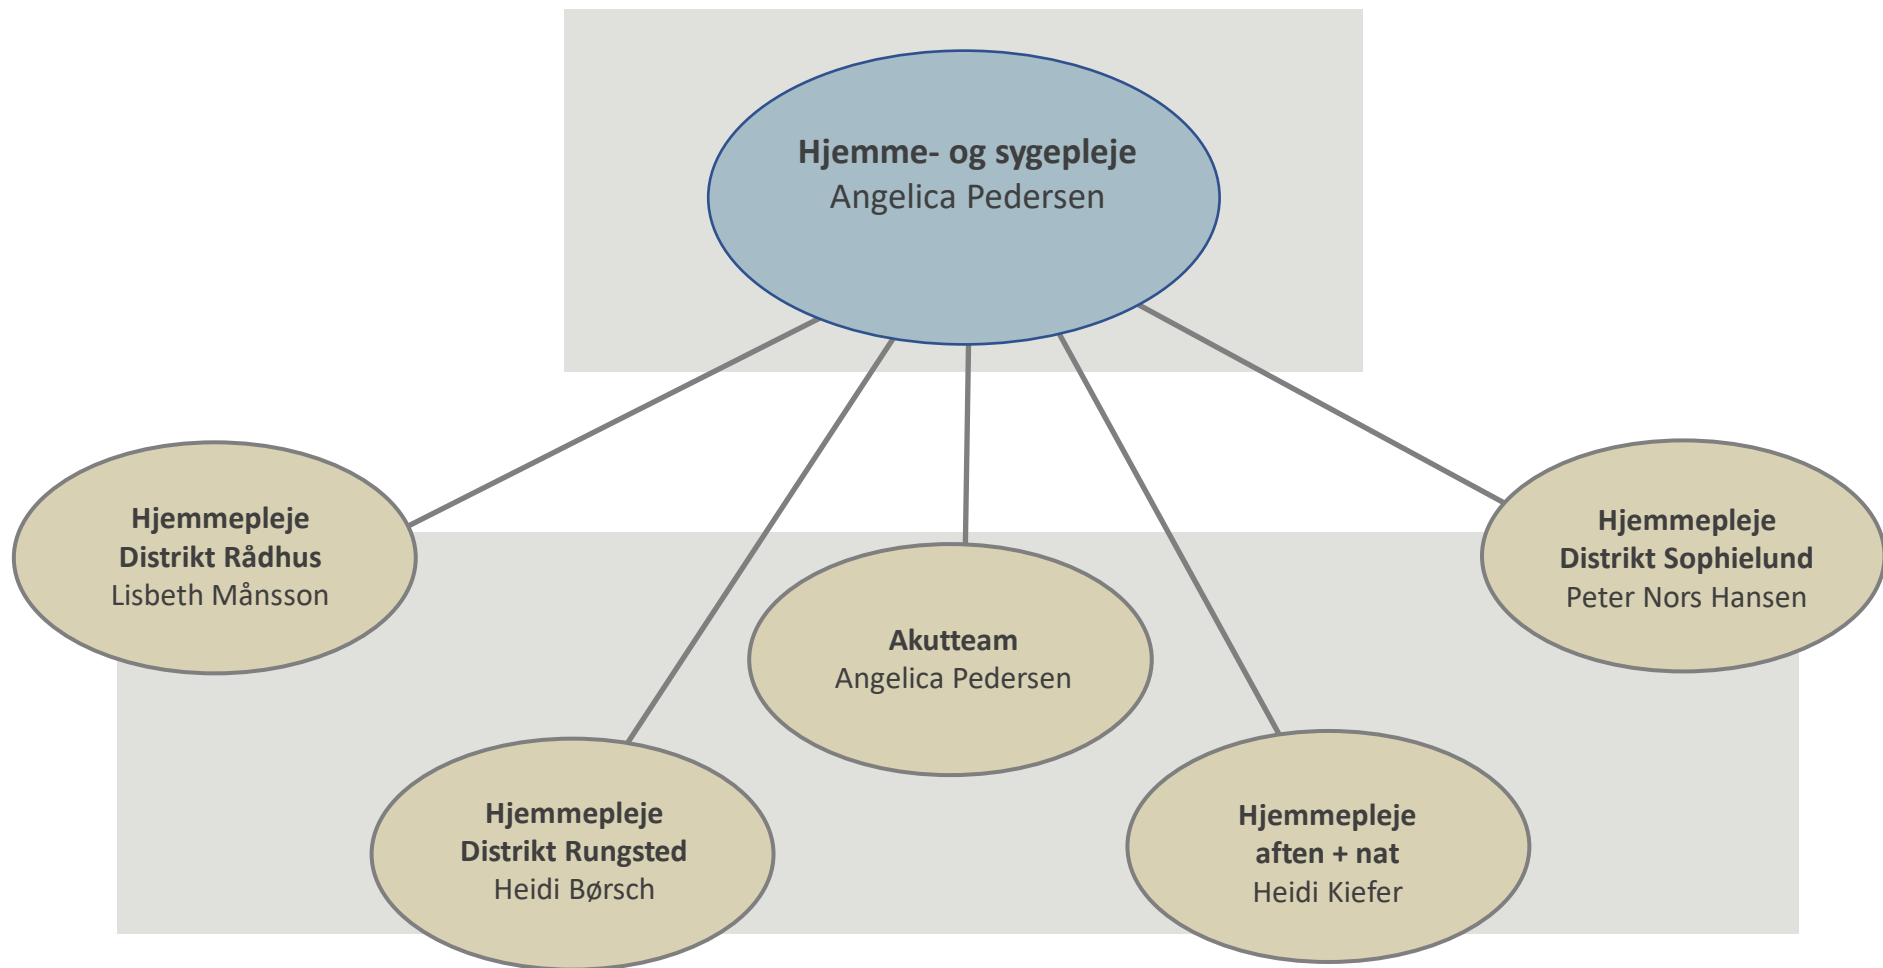 Hjemme- og sygepleje
Angelica Pedersen
Hjemmepleje
Distrikt Rådhus
Lisbeth Månsson
Hjemmepleje
Distrikt Rungsted
Heidi Børsch
Akutteam
Angelica Pedersen
Hjemmepleje
aften + nat
Heidi Kiefer
Hjemmepleje
Distrikt Sophielund
Peter Nors Hansen